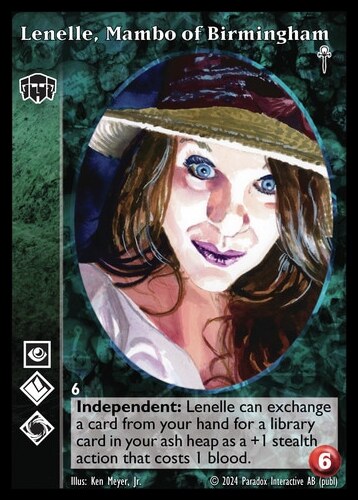 Lenelle, Mambo of Birmingham
6
Independent: Lenelle can exchange
a card from your hand for a library
card in your ash heap as a +1 stealth
action that costs 1 blood.
6
Illus: Ken Meyer, Jr. © 2024 Paradox Interactive AB (publ)